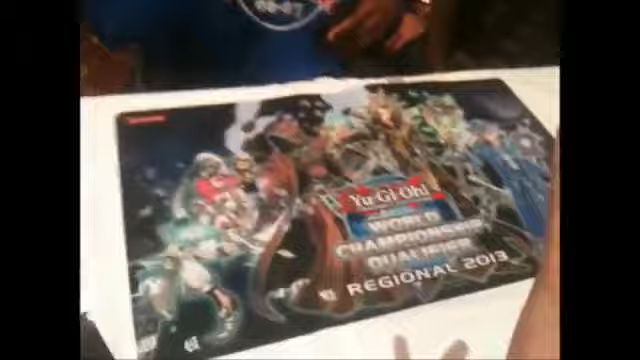 Yu-Gi-Oh!
WORLD
CHAMPIONSHIP
QUALIFIER
REGIONAL 2013